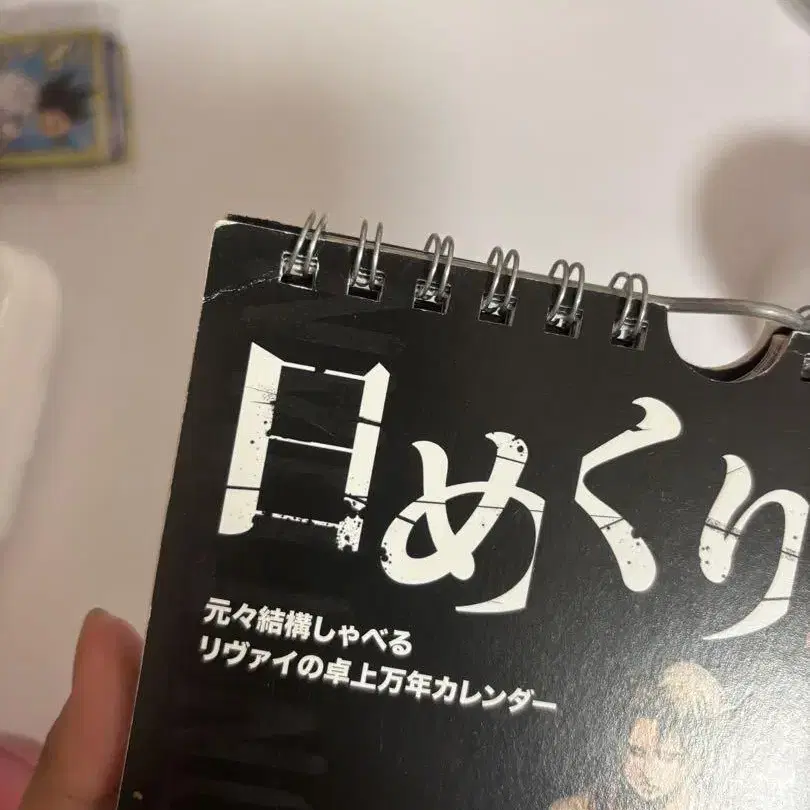 日めくり
元々結構しゃべる
リヴァイの卓上万年カレンダー